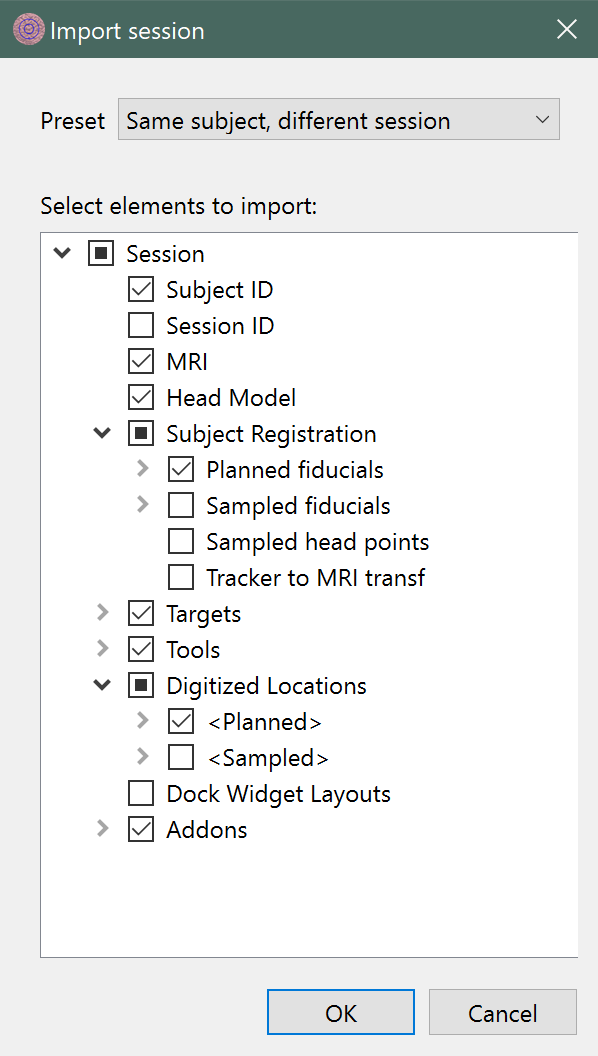 Import session
Preset Same subject, different session
Select elements to import:
Session
Subject ID
Session ID
MRI
Head Model
Subject Registration
Planned fiducials
Sampled fiducials
Sampled head points
Tracker to MRI transf
Targets
Tools
Digitized Locations
<Planned>
<Sampled>
Dock Widget Layouts
Addons
OK Cancel